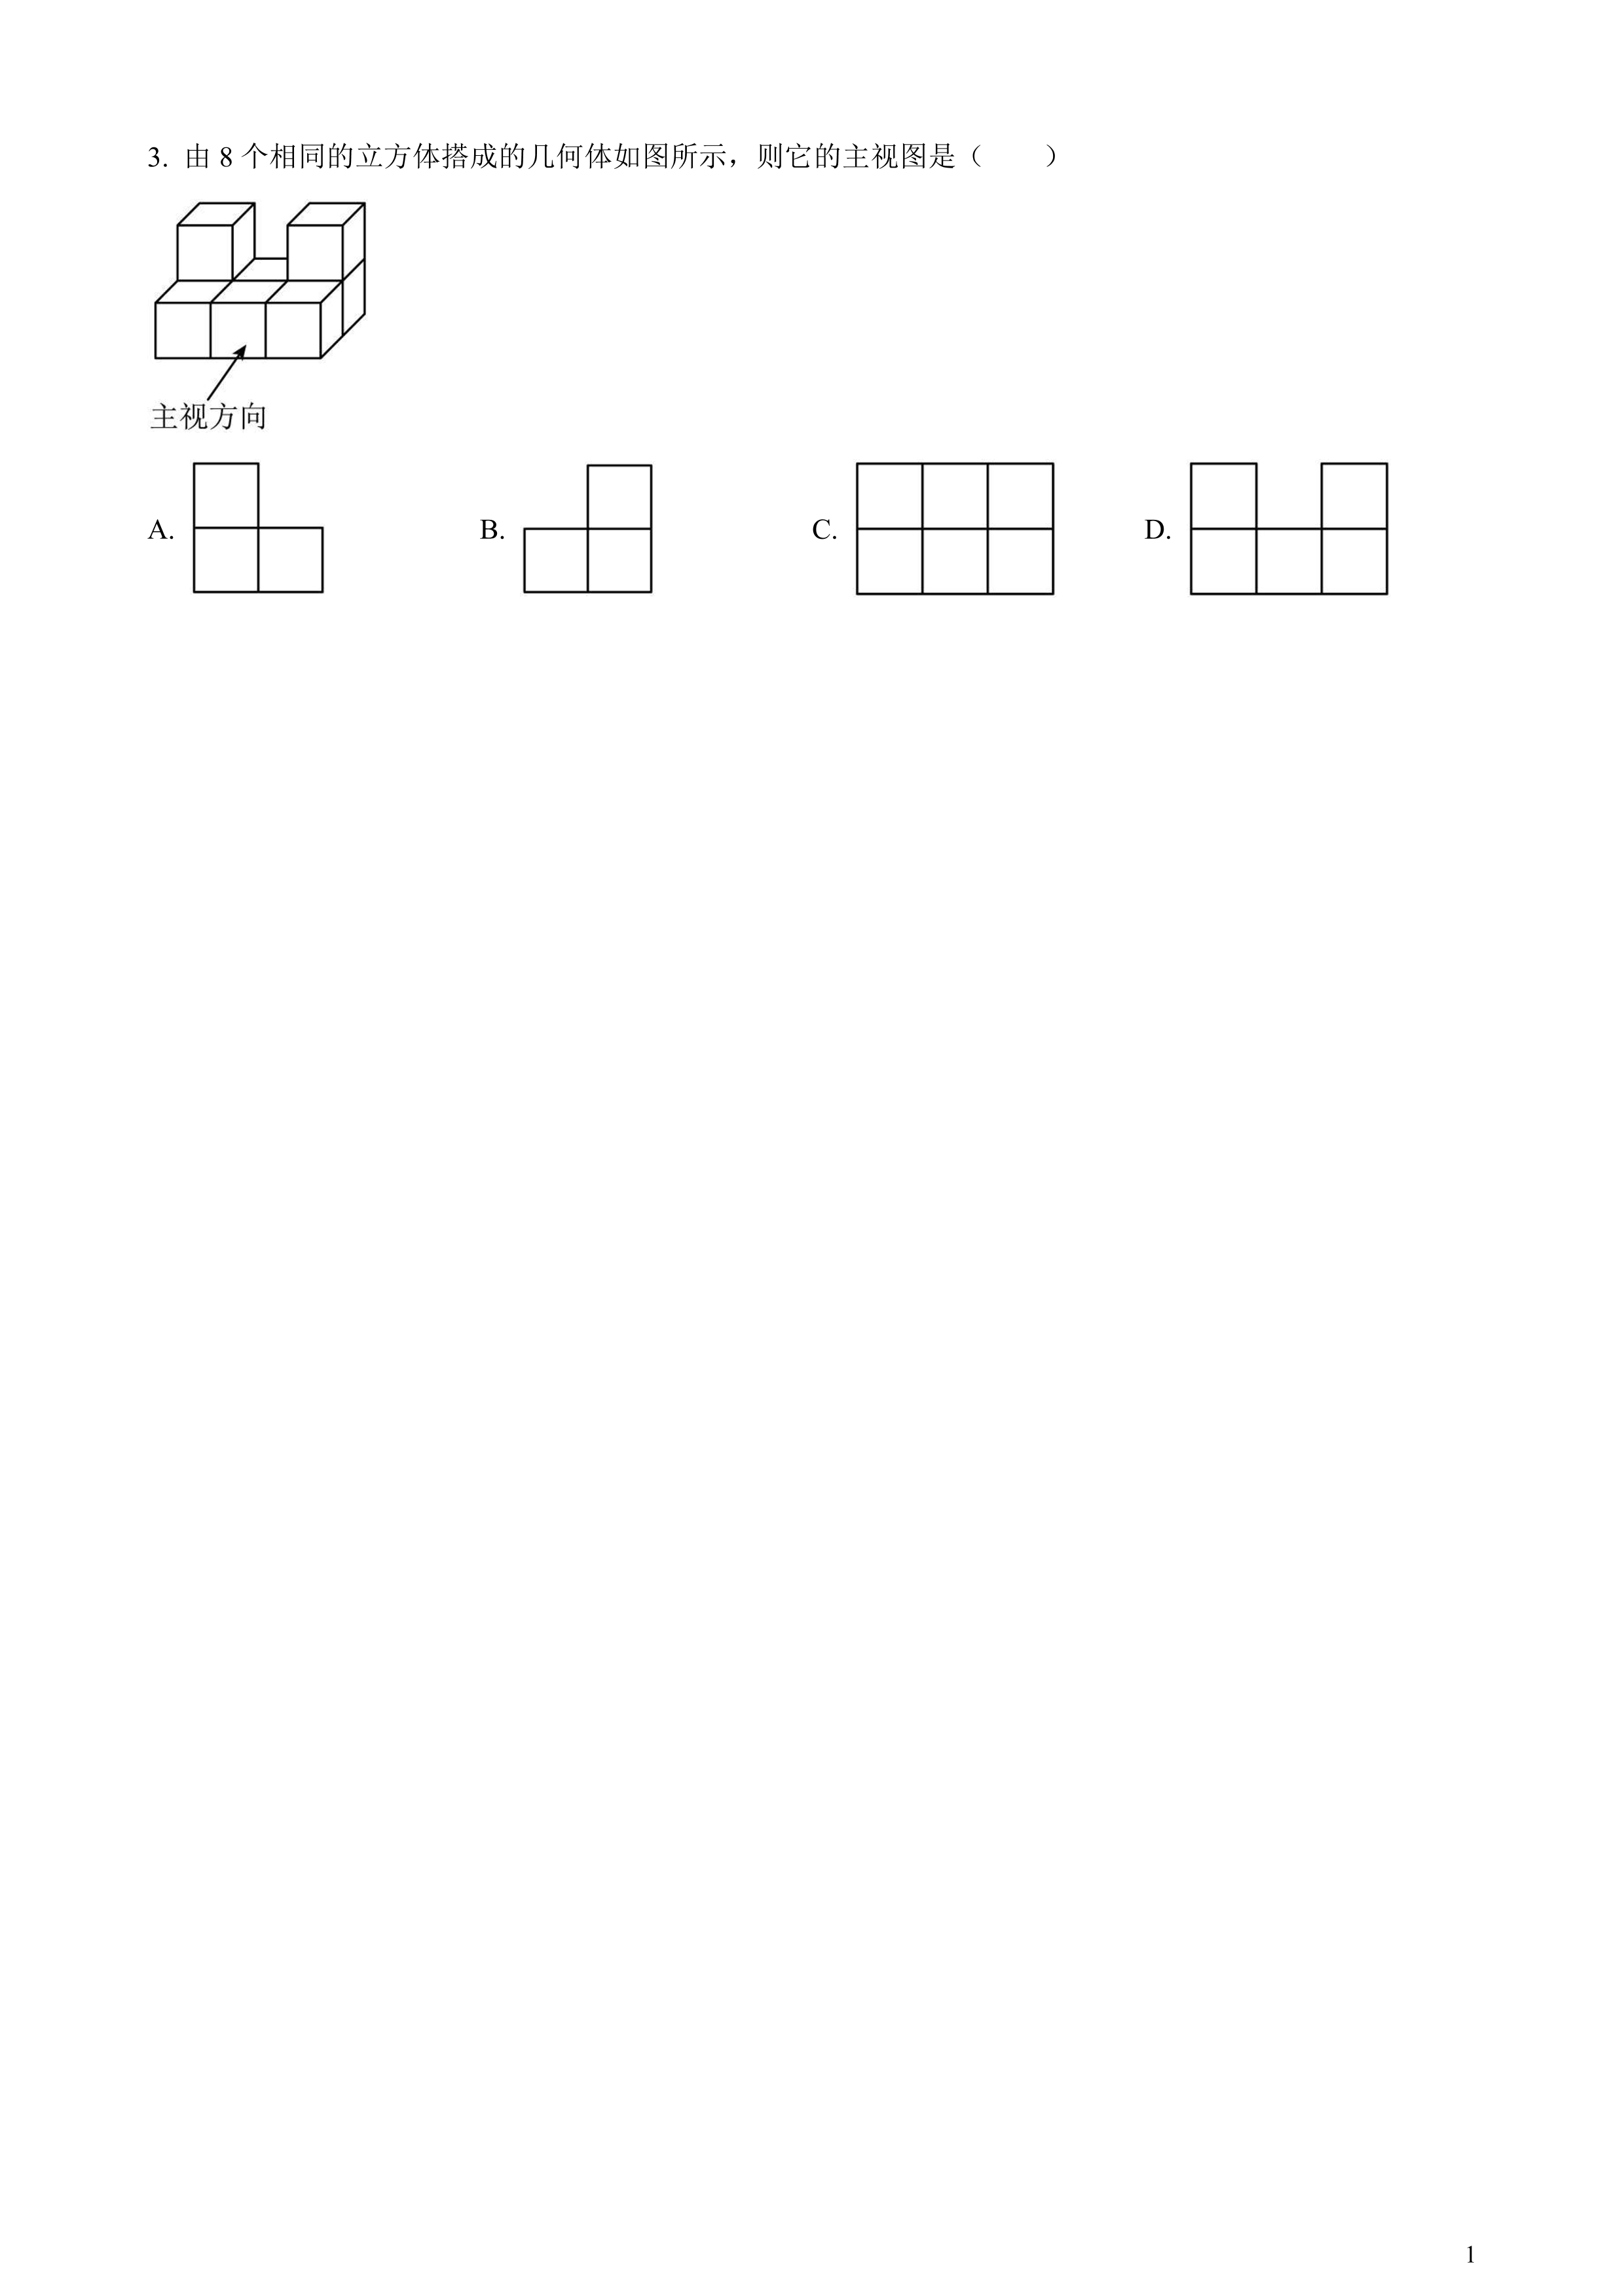 3. 由 8 个相同的立方体搭成的几何体如图所示，则它的主视图是（　　）
主视方向
A. B. C. D.
1